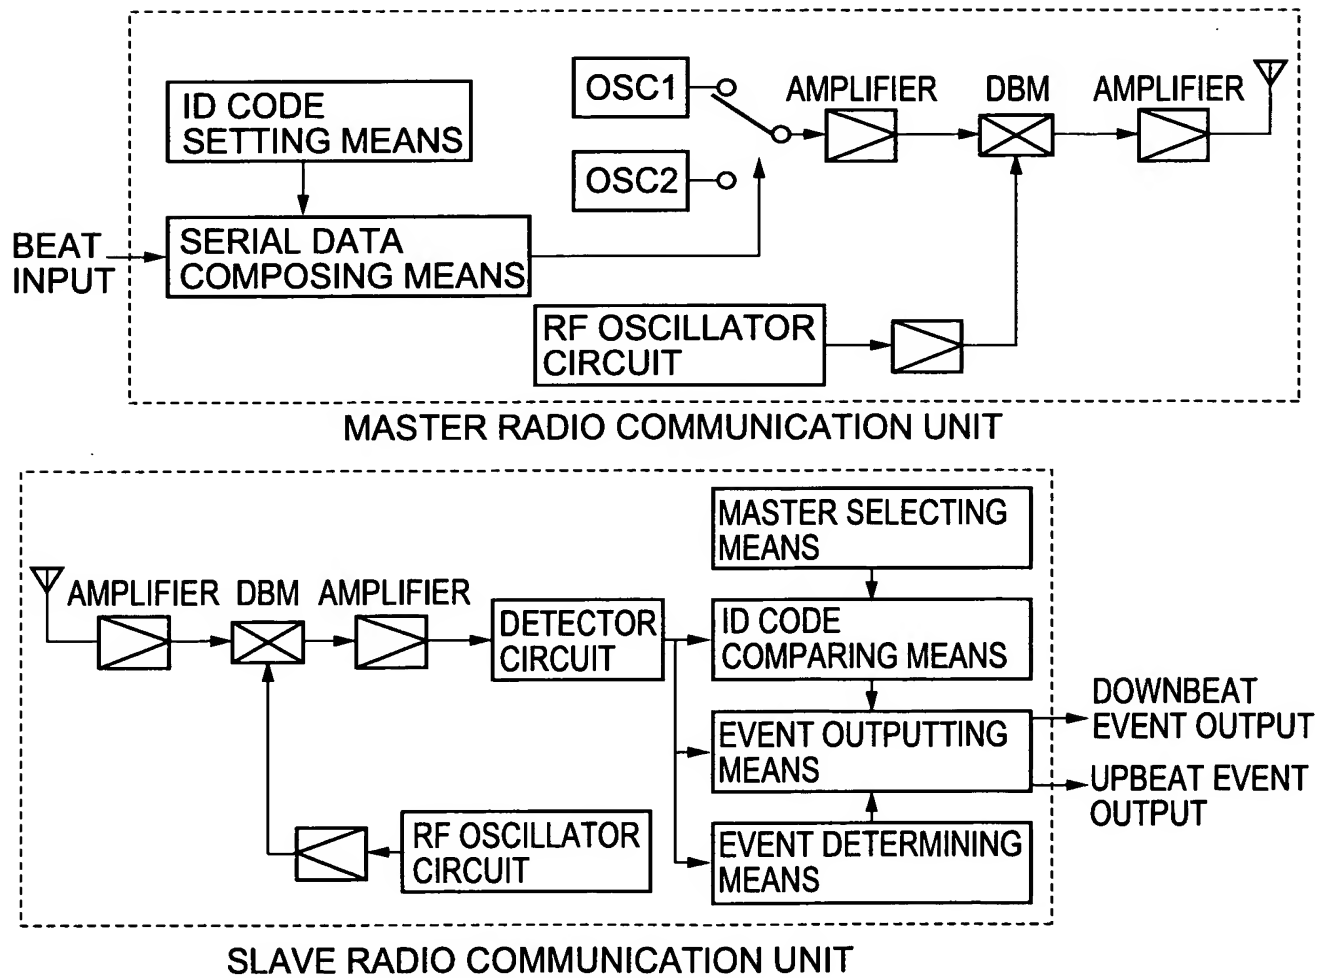 ID CODE
SETTING MEANS
OSC1
AMPLIFIER
DBM
AMPLIFIER
OSC2
BEAT
INPUT
SERIAL DATA
COMPOSING MEANS
RF OSCILLATOR
CIRCUIT
MASTER RADIO COMMUNICATION UNIT
MASTER SELECTING
MEANS
AMPLIFIER
DBM
AMPLIFIER
DETECTOR
CIRCUIT
ID CODE
COMPARING MEANS
EVENT OUTPUTTING
MEANS
DOWNBEAT
EVENT OUTPUT
UPBEAT EVENT
OUTPUT
RF OSCILLATOR
CIRCUIT
EVENT DETERMINING
MEANS
SLAVE RADIO COMMUNICATION UNIT